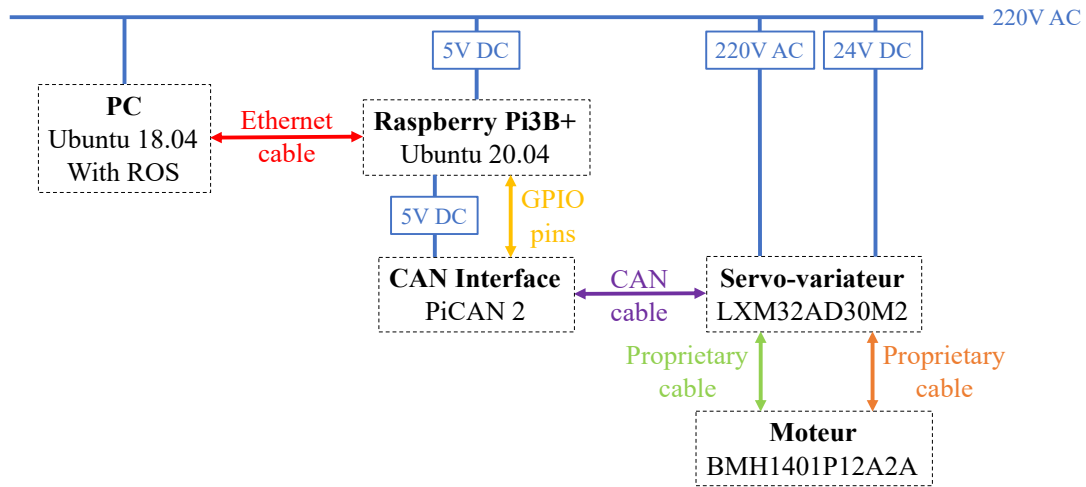 220V AC
5V DC
220V AC
24V DC
PC
Ubuntu 18.04
With ROS
Ethernet
cable
Raspberry Pi3B+
Ubuntu 20.04
5V DC
GPIO
pins
CAN Interface
PiCAN 2
CAN
cable
Servo-variateur
LXM32AD30M2
Proprietary
cable
Proprietary
cable
Moteur
BMH1401P12A2A